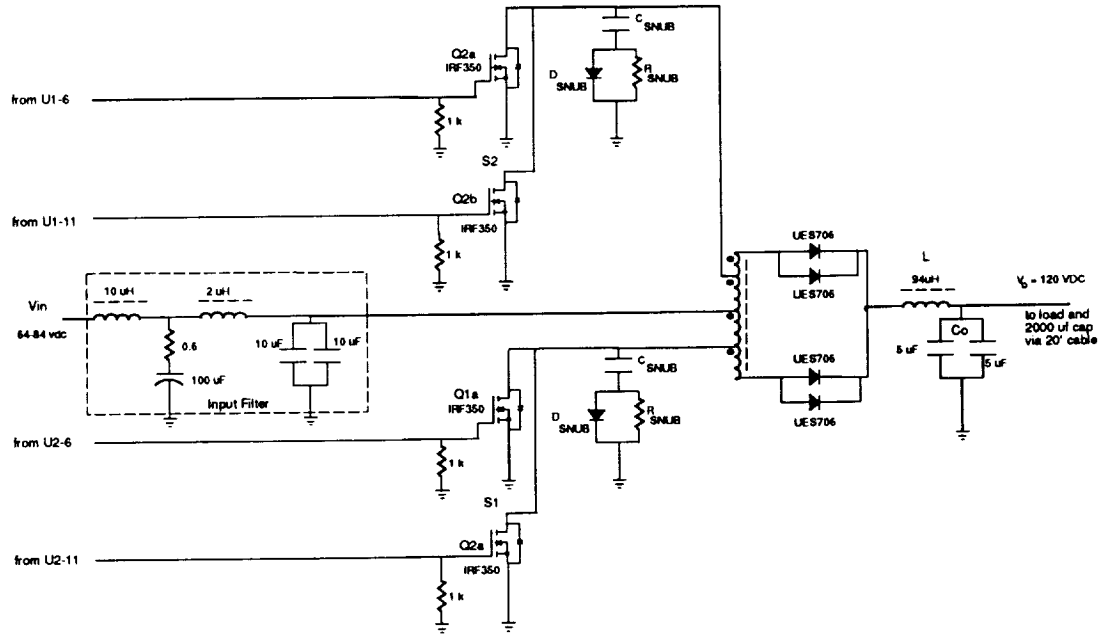 C
SNUB
Q2a
IRF350
D
SNUB
R
SNUB
from U1-6
1 k
S2
Q2b
IRF350
from U1-11
1 k
UES706
UES706
L
94uH
Vo = 120 VDC
to load and
2000 uf cap
via 20' cable
10 uH
2 uH
Vin
64-84 vdc
0.6
100 uF
10 uF
10 uF
Input Filter
Co
5 uF
5 uF
UES706
UES706
C
SNUB
Q1a
IRF350
D
SNUB
R
SNUB
from U2-6
1 k
S1
Q2a
IRF350
from U2-11
1 k